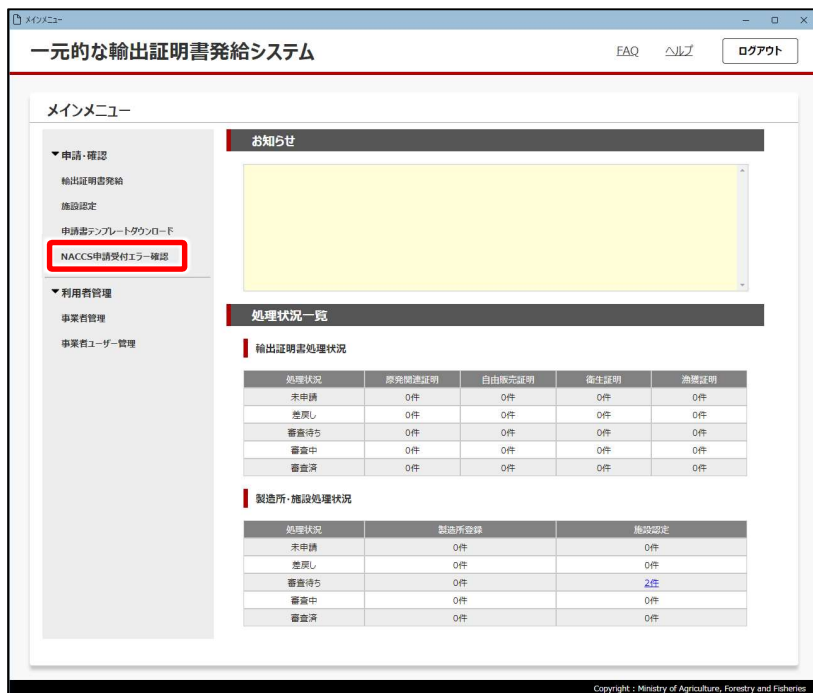 メインメニュー
一元的な輸出証明書発給システム FAQ ヘルプ ログアウト
メインメニュー
▼申請・確認
輸出証明書発給
施設認定
申請書テンプレートダウンロード
NACCS申請受付エラー確認
▼利用者管理
事業者管理
事業者ユーザー管理
お知らせ
処理状況一覧
輸出証明書処理状況
処理状況 原発関連証明 自由販売証明 衛生証明 漁獲証明
未申請 0件 0件 0件 0件
差戻し 0件 0件 0件 0件
審査待ち 0件 0件 0件 0件
審査中 0件 0件 0件 0件
審査済 0件 0件 0件 0件
製造所・施設処理状況
処理状況 製造所登録 施設認定
未申請 0件 0件
差戻し 0件 0件
審査待ち 0件 2件
審査中 0件 0件
審査済 0件 0件
Copyright : Ministry of Agriculture, Forestry and Fisheries